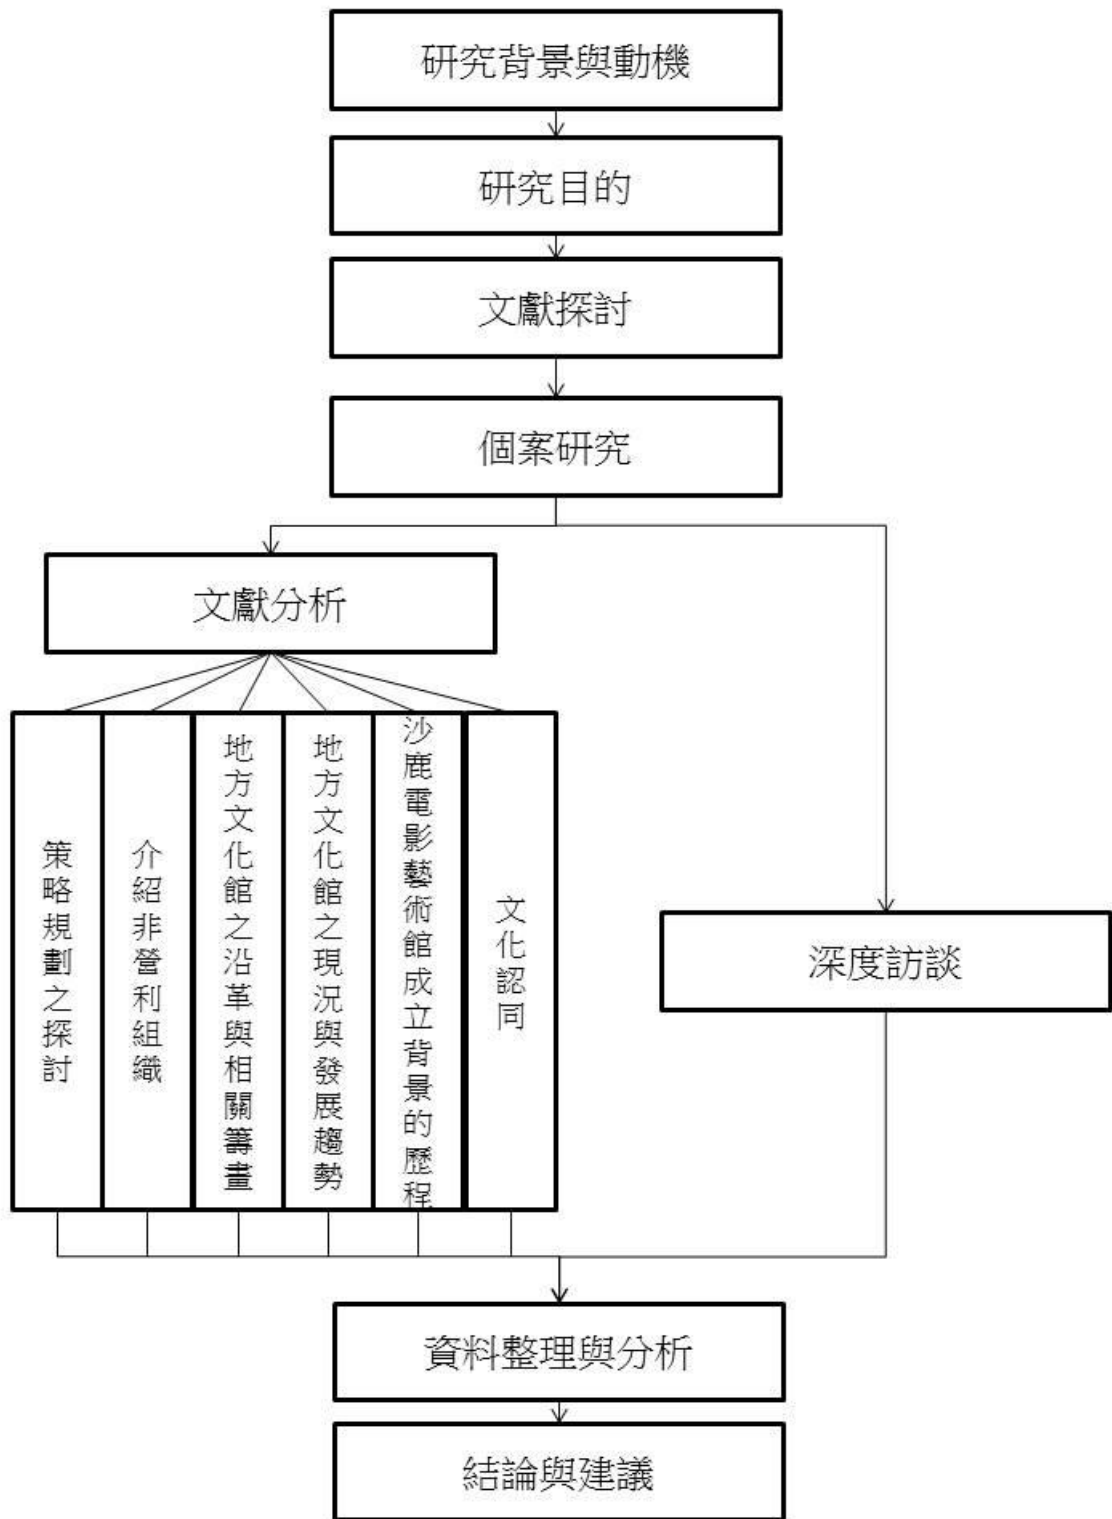 研究背景與動機
研究目的
文獻探討
個案研究
文獻分析
策略規劃之探討
介紹非營利組織
地方文化館之沿革與相關籌畫
地方文化館之現況與發展趨勢
沙鹿電影藝術館成立背景的歷程
文化認同
深度訪談
資料整理與分析
結論與建議